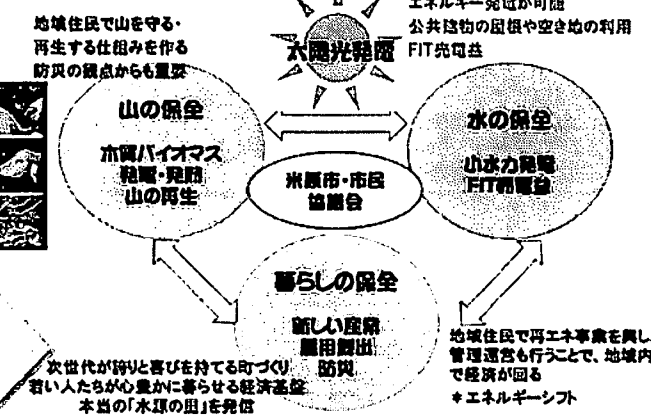 地域住民で山を守る・
再生する仕組みを作る
防災の観点からも重要
エネルギー発電が可能
公共建物の屋根や空き地の利用
FIT売電益
太陽光発電
山の保全
木質バイオマス
発電・発熱
山の再生
水の保全
小水力発電
FIT売電益
米原市・市民
協議会
暮らしの保全
新しい産業
雇用創出
防災
次世代が誇りと喜びを持てる町づくり
若い人たちが心豊かに暮らせる経済基盤
本当の「水源の里」を発信
地域住民で再エネ事業を興し
管理運営も行うことで、地域内
で経済が回る
*エネルギーシフト